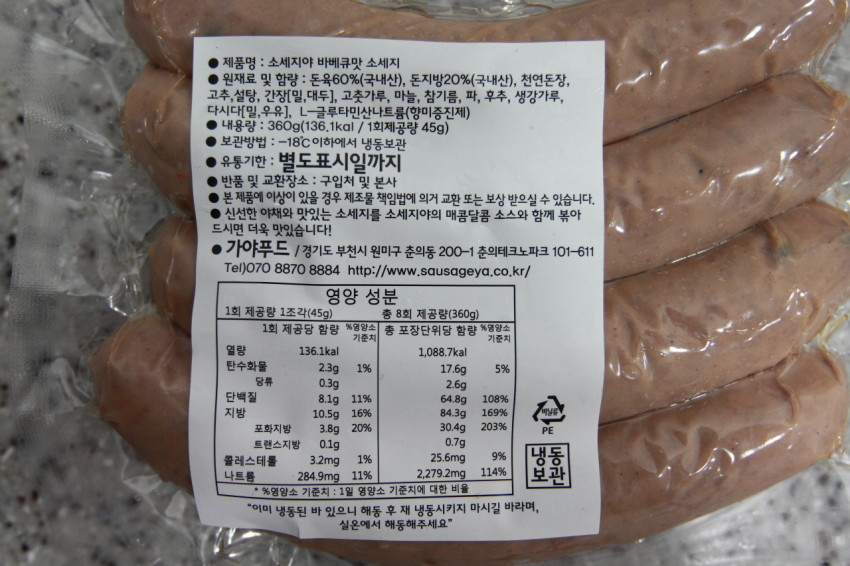 ● 제품명 : 소세지야 바베큐맛 소세지
● 원재료 및 함량 : 돈육60%(국내산), 돈지방20%(국내산), 천연돈장,
고추,설탕, 간장[밀,대두], 고춧가루, 마늘, 참기름, 파, 후추, 생강가루,
다시다[밀,우유], L-글루타민산나트륨(향미증진제)
● 내용량 : 360g(136.1kal / 1회제공량 45g)
● 보관방법 : -18℃이하에서 냉동보관
● 유통기한 : 별도표시일까지
● 반품 및 교환장소 : 구입처 및 본사
● 본 제품에 이상이 있을 경우 제조물 책임법에 의거 교환 또는 보상 받으실 수 있습니다.
● 신선한 야채와 맛있는 소세지를 소세지야의 매콤달콤 소스와 함께 볶아
드시면 더욱 맛있습니다!
● 가야푸드 / 경기도 부천시 원미구 춘의동 200-1 춘의테크노파크 101-611
Tel)070 8870 8884 http://www.sausageya.co.kr/
영양 성분
1회 제공량 1조각(45g) 총 8회 제공량(360g)
1회 제공당 함량 %영양소 기준치 총 포장단위당 함량 %영양소 기준치
열량 136.1kal 1,088.7kal
탄수화물 2.3g 1% 17.6g 5%
당류 0.3g 2.6g
단백질 8.1g 11% 64.8g 108%
지방 10.5g 16% 84.3g 169%
포화지방 3.8g 20% 30.4g 203%
트랜스지방 0.1g 0.7g
콜레스테롤 3.2mg 1% 25.6mg 9%
나트륨 284.9mg 11% 2,279.2mg 114%
* %영양소 기준치 : 1일 영양소 기준치에 대한 비율
비닐류
PE
냉동
보관
"이미 냉동된 바 있으니 해동 후 재 냉동시키지 마시길 바라며,
실온에서 해동해주세요"